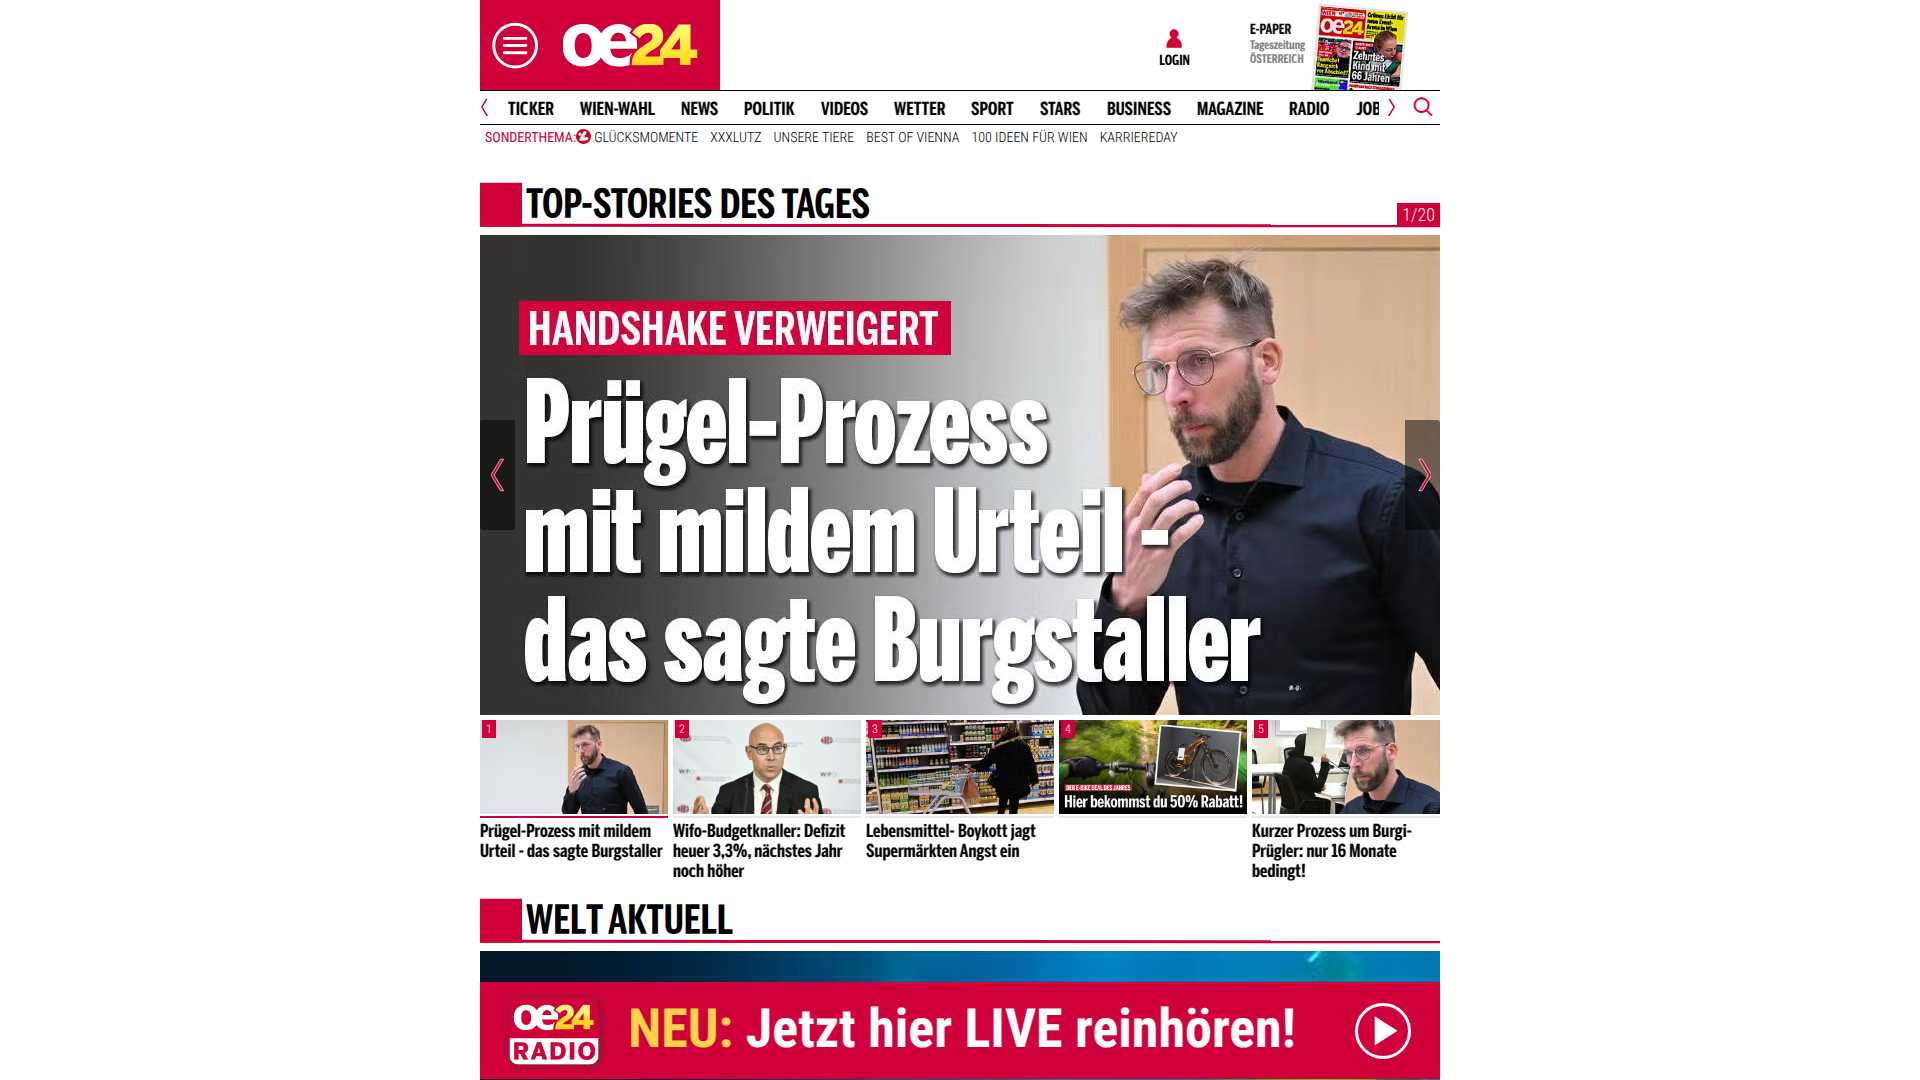 oe24
LOGIN
E-PAPER
Tageszeitung
ÖSTERREICH
oe24
Zehntes
Kind mit
66 Jahren
TICKER WIEN-WAHL NEWS POLITIK VIDEOS WETTER SPORT STARS BUSINESS MAGAZINE RADIO JOB
SONDERTHEMA: GLÜCKSMOMENTE XXXLUTZ UNSERE TIERE BEST OF VIENNA 100 IDEEN FÜR WIEN KARRIEREDAY
TOP-STORIES DES TAGES
1/20
HANDSHAKE VERWEIGERT
Prügel-Prozess
mit mildem Urteil -
das sagte Burgstaller
1
Prügel-Prozess mit mildem
Urteil - das sagte Burgstaller
2
Wifo-Budgetknaller: Defizit
heuer 3,3%, nächstes Jahr
noch höher
3
Lebensmittel- Boykott jagt
Supermärkten Angst ein
4
DER E-BIKE DEAL DES JAHRES
Hier bekommst du 50% Rabatt!
5
Kurzer Prozess um Burgi-
Prügler: nur 16 Monate
bedingt!
WELT AKTUELL
oe24
RADIO
NEU: Jetzt hier LIVE reinhören!